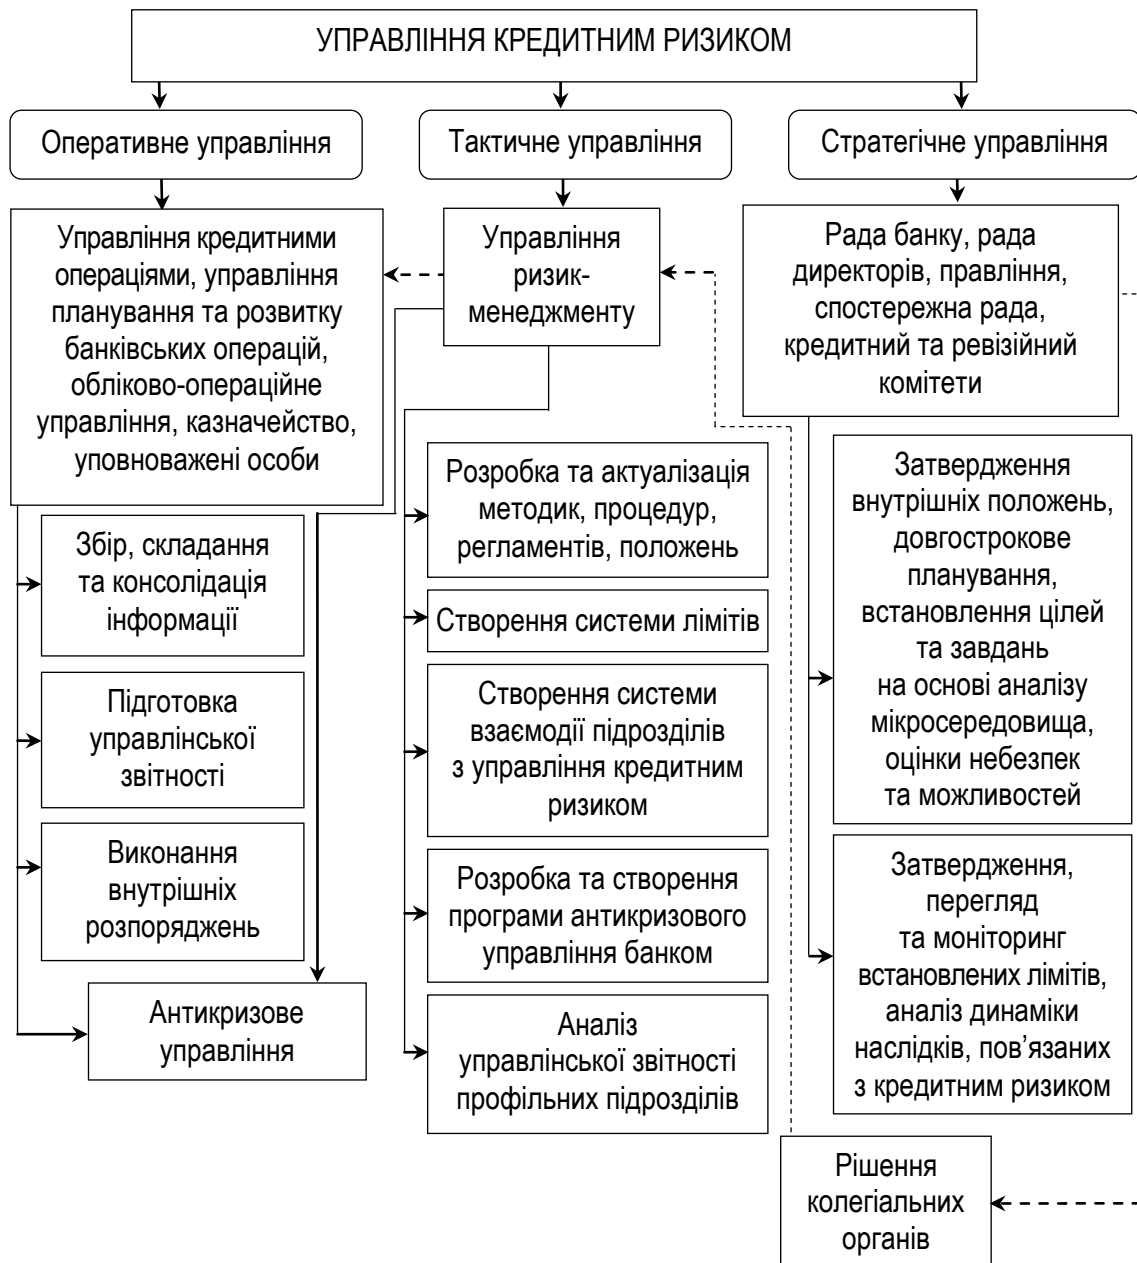 УПРАВЛІННЯ КРЕДИТНИМ РИЗИКОМ
Оперативне управління
Тактичне управління
Стратегічне управління
Управління кредитними
операціями, управління
планування та розвитку
банківських операцій,
обліково-операційне
управління, казначейство,
уповноважені особи
Управління
ризик-
менеджменту
Рада банку, рада
директорів, правління,
спостережна рада,
кредитний та ревізійний
комітети
Збір, складання
та консолідація
інформації
Підготовка
управлінської
звітності
Виконання
внутрішніх
розпоряджень
Антикризове
управління
Розробка та актуалізація
методик, процедур,
регламентів, положень
Створення системи лімітів
Створення системи
взаємодії підрозділів
з управління кредитним
ризиком
Розробка та створення
програми антикризового
управління банком
Аналіз
управлінської звітності
профільних підрозділів
Затвердження
внутрішніх положень,
довгострокове
планування,
встановлення цілей
та завдань
на основі аналізу
мікросередовища,
оцінки небезпек
та можливостей
Затвердження,
перегляд
та моніторинг
встановлених лімітів,
аналіз динаміки
наслідків, пов’язаних
з кредитним ризиком
Рішення
колегіальних
органів